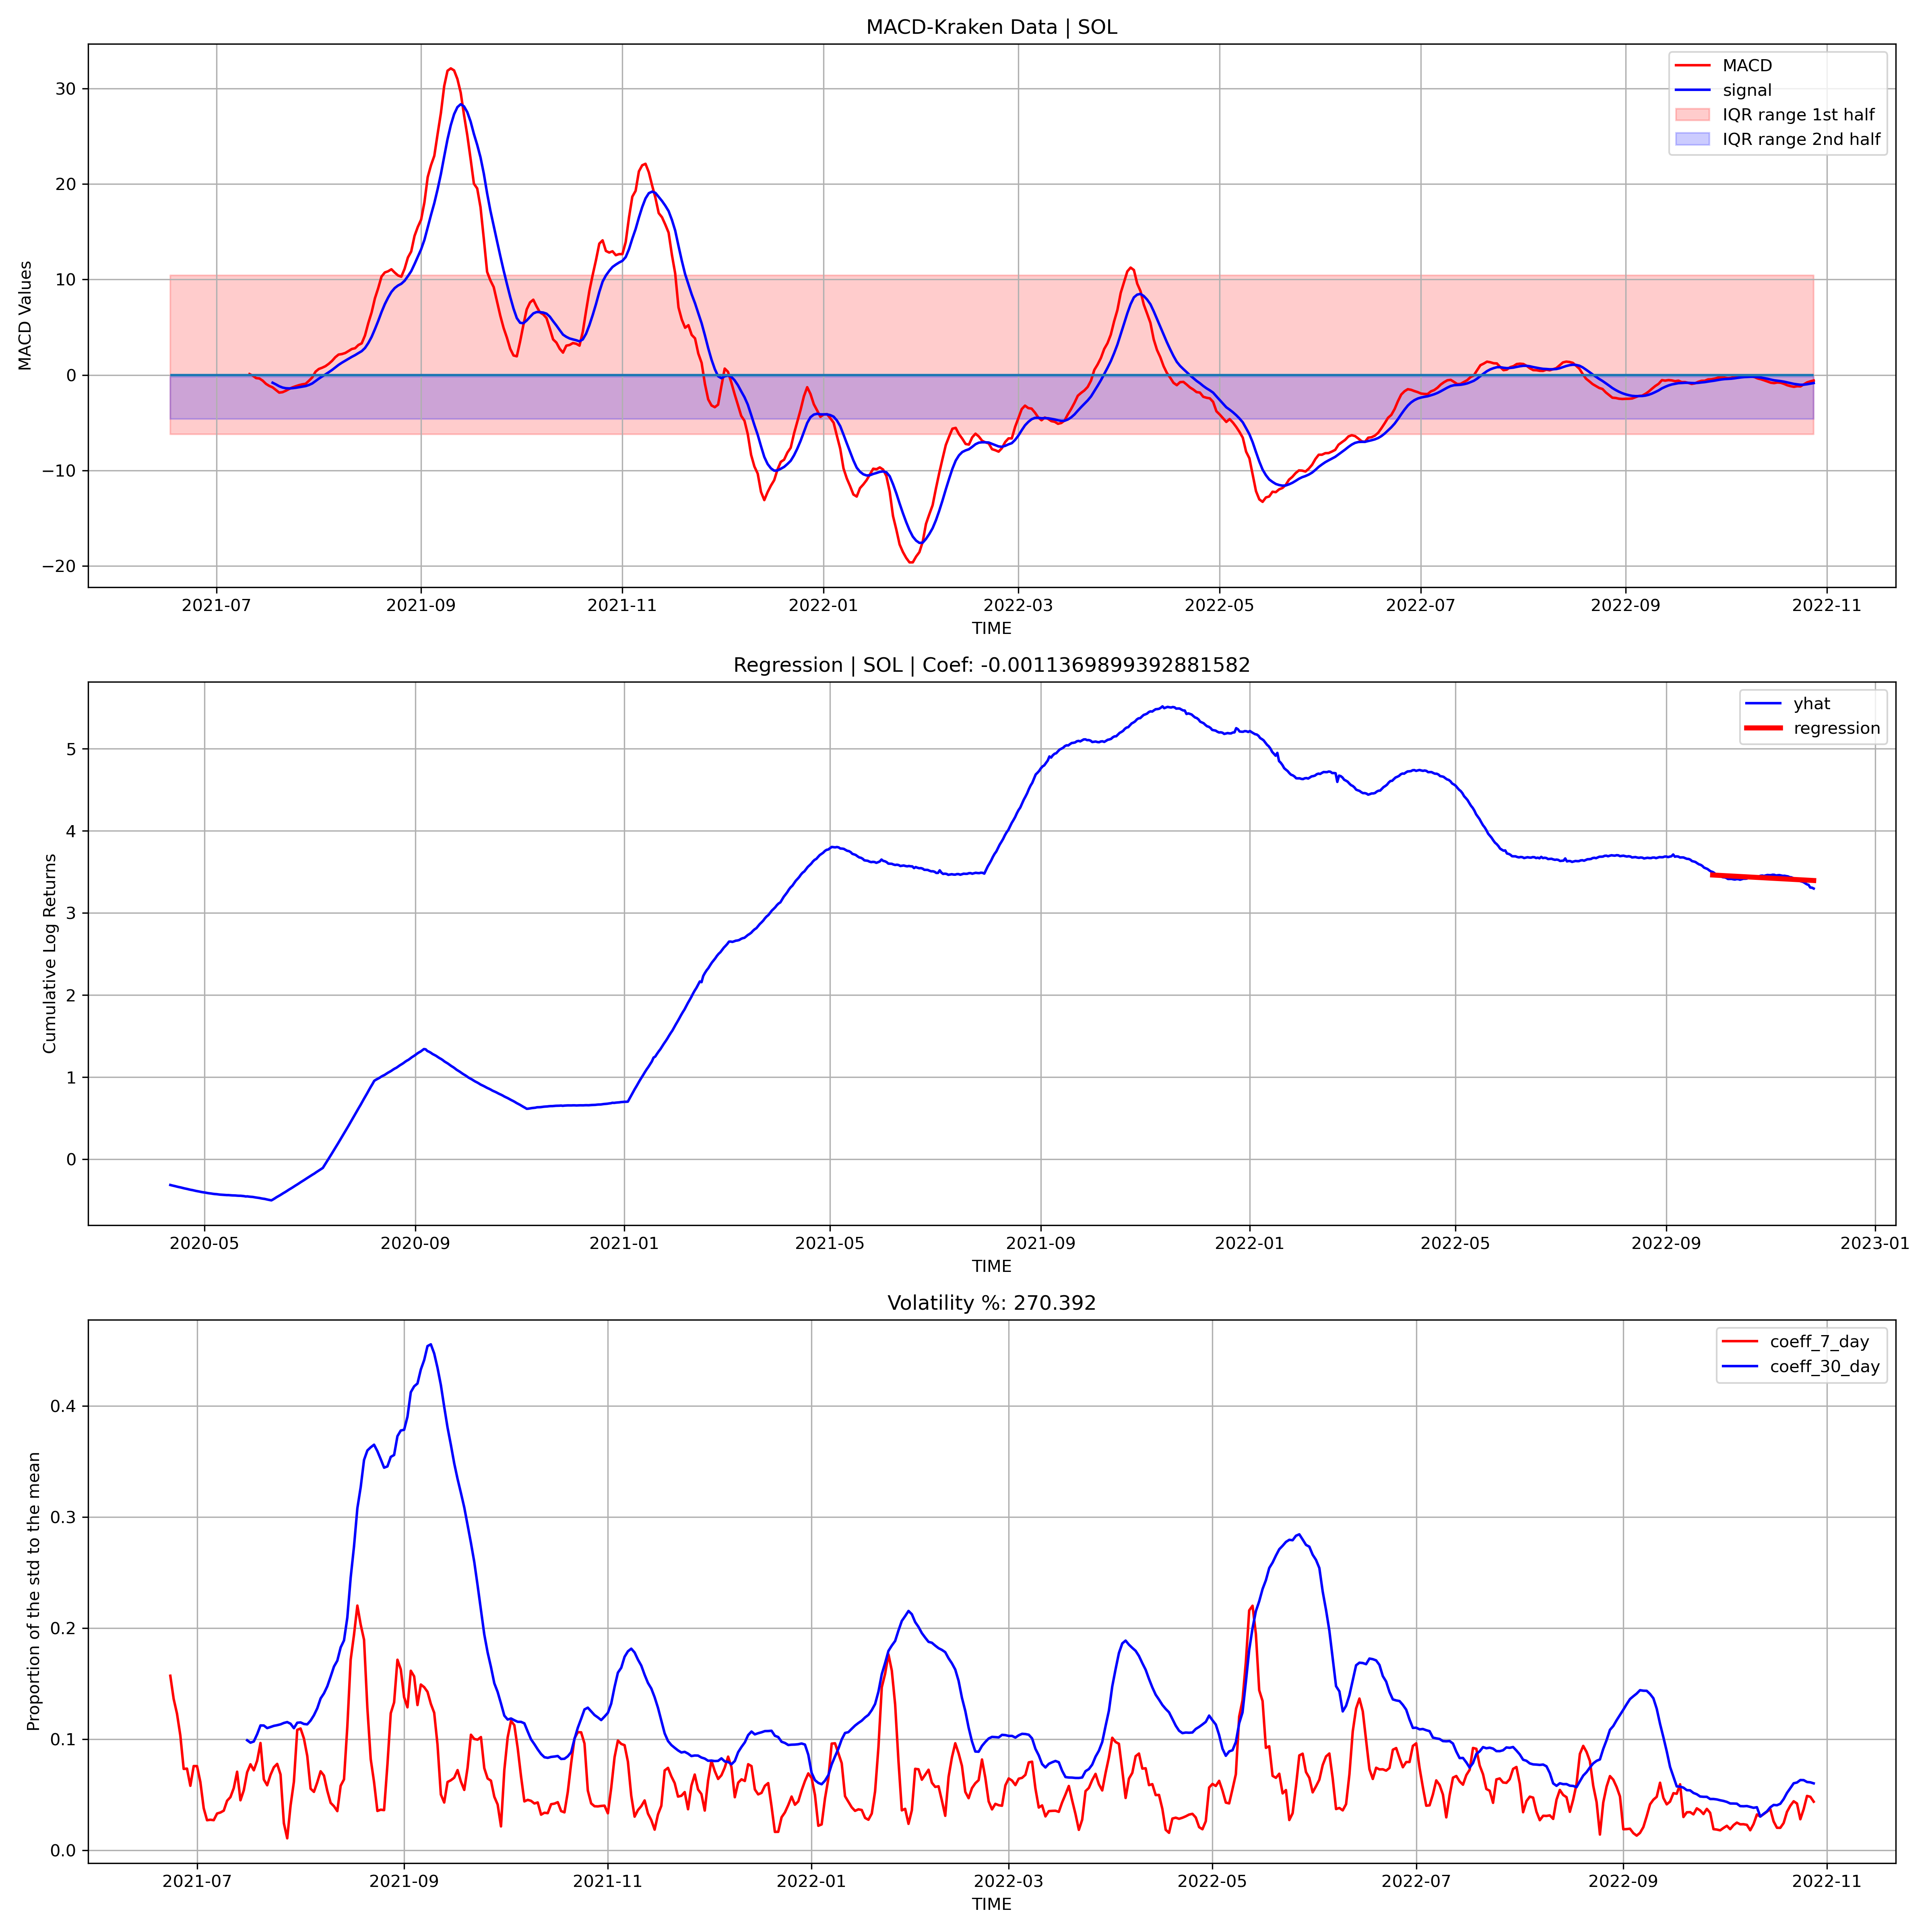 MACD-Kraken Data | SOL
MACD
signal
IQR range 1st half
IQR range 2nd half
MACD Values
30
20
10
0
−10
−20
2021-07 2021-09 2021-11 2022-01 2022-03 2022-05 2022-07 2022-09 2022-11
TIME
Regression | SOL | Coef: -0.0011369899392881582
yhat
regression
Cumulative Log Returns
5
4
3
2
1
0
2020-05 2020-09 2021-01 2021-05 2021-09 2022-01 2022-05 2022-09 2023-01
TIME
Volatility %: 270.392
coeff_7_day
coeff_30_day
Proportion of the std to the mean
0.4
0.3
0.2
0.1
0.0
2021-07 2021-09 2021-11 2022-01 2022-03 2022-05 2022-07 2022-09 2022-11
TIME